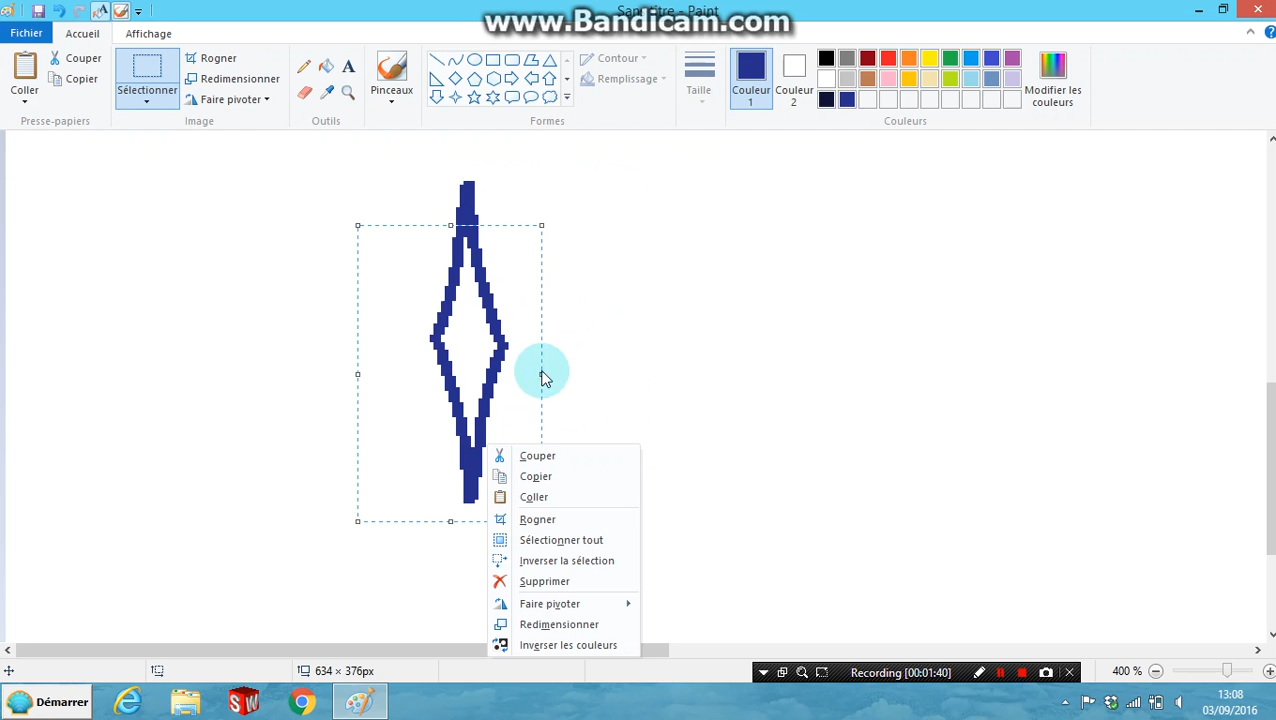 www.Bandicam.com
Sans titre - Paint
Fichier
Accueil
Affichage
Coller
Couper
Copier
Presse-papiers
Sélectionner
Rogner
Redimensionner
Faire pivoter
Image
A
Outils
Pinceaux
Contour
Remplissage
Formes
Taille
Couleur 1
Couleur 2
Modifier les couleurs
Couleurs
Couper
Copier
Coller
Rogner
Sélectionner tout
Inverser la sélection
Supprimer
Faire pivoter
Redimensionner
Inverser les couleurs
634 × 376px
Recording [00:01:40]
400 %
Démarrer
13:08
03/09/2016